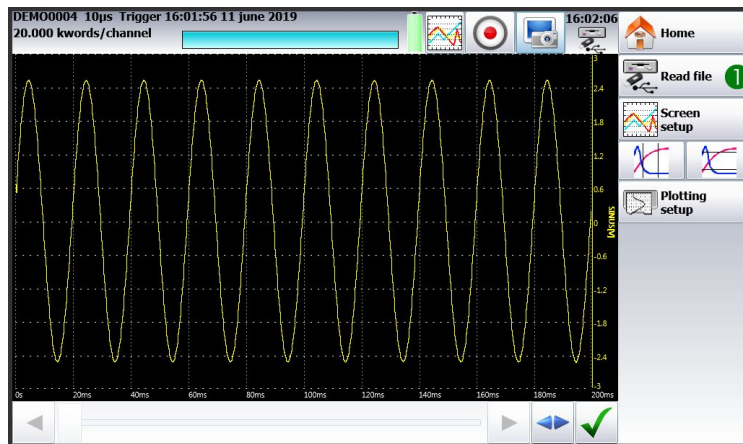 DEMO0004 10µs Trigger 16:01:56 11 june 2019
20.000 kwords/channel
16:02:06
Home
Read file
1
Screen
setup
Plotting
setup
3
2.4
1.8
1.2
0.6
0
-0.6
-1.2
-1.8
-2.4
-3
SINUS[V]
0s 20ms 40ms 60ms 80ms 100ms 120ms 140ms 160ms 180ms 200ms